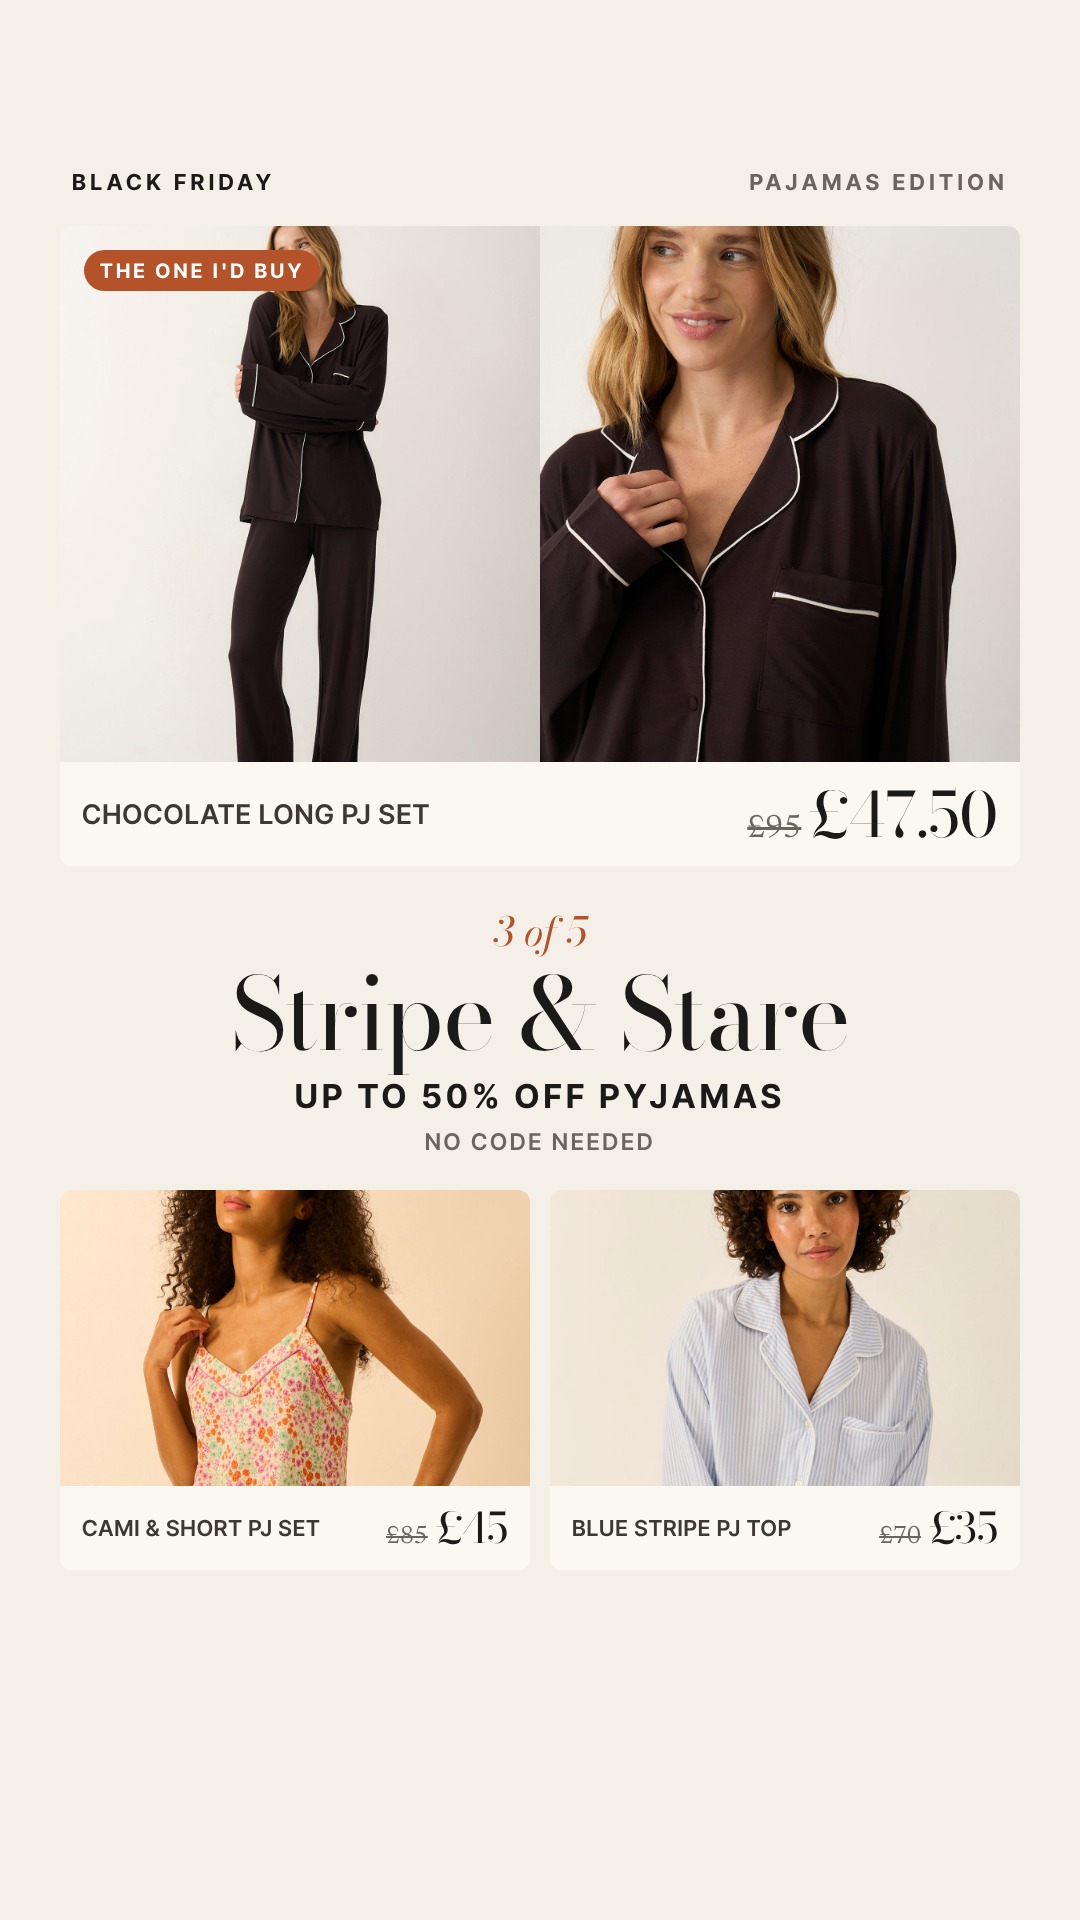 BLACK FRIDAY
PAJAMAS EDITION
THE ONE I'D BUY
CHOCOLATE LONG PJ SET
£95 £47.50
3 of 5
Stripe & Stare
UP TO 50% OFF PYJAMAS
NO CODE NEEDED
CAMI & SHORT PJ SET
£85 £45
BLUE STRIPE PJ TOP
£70 £35